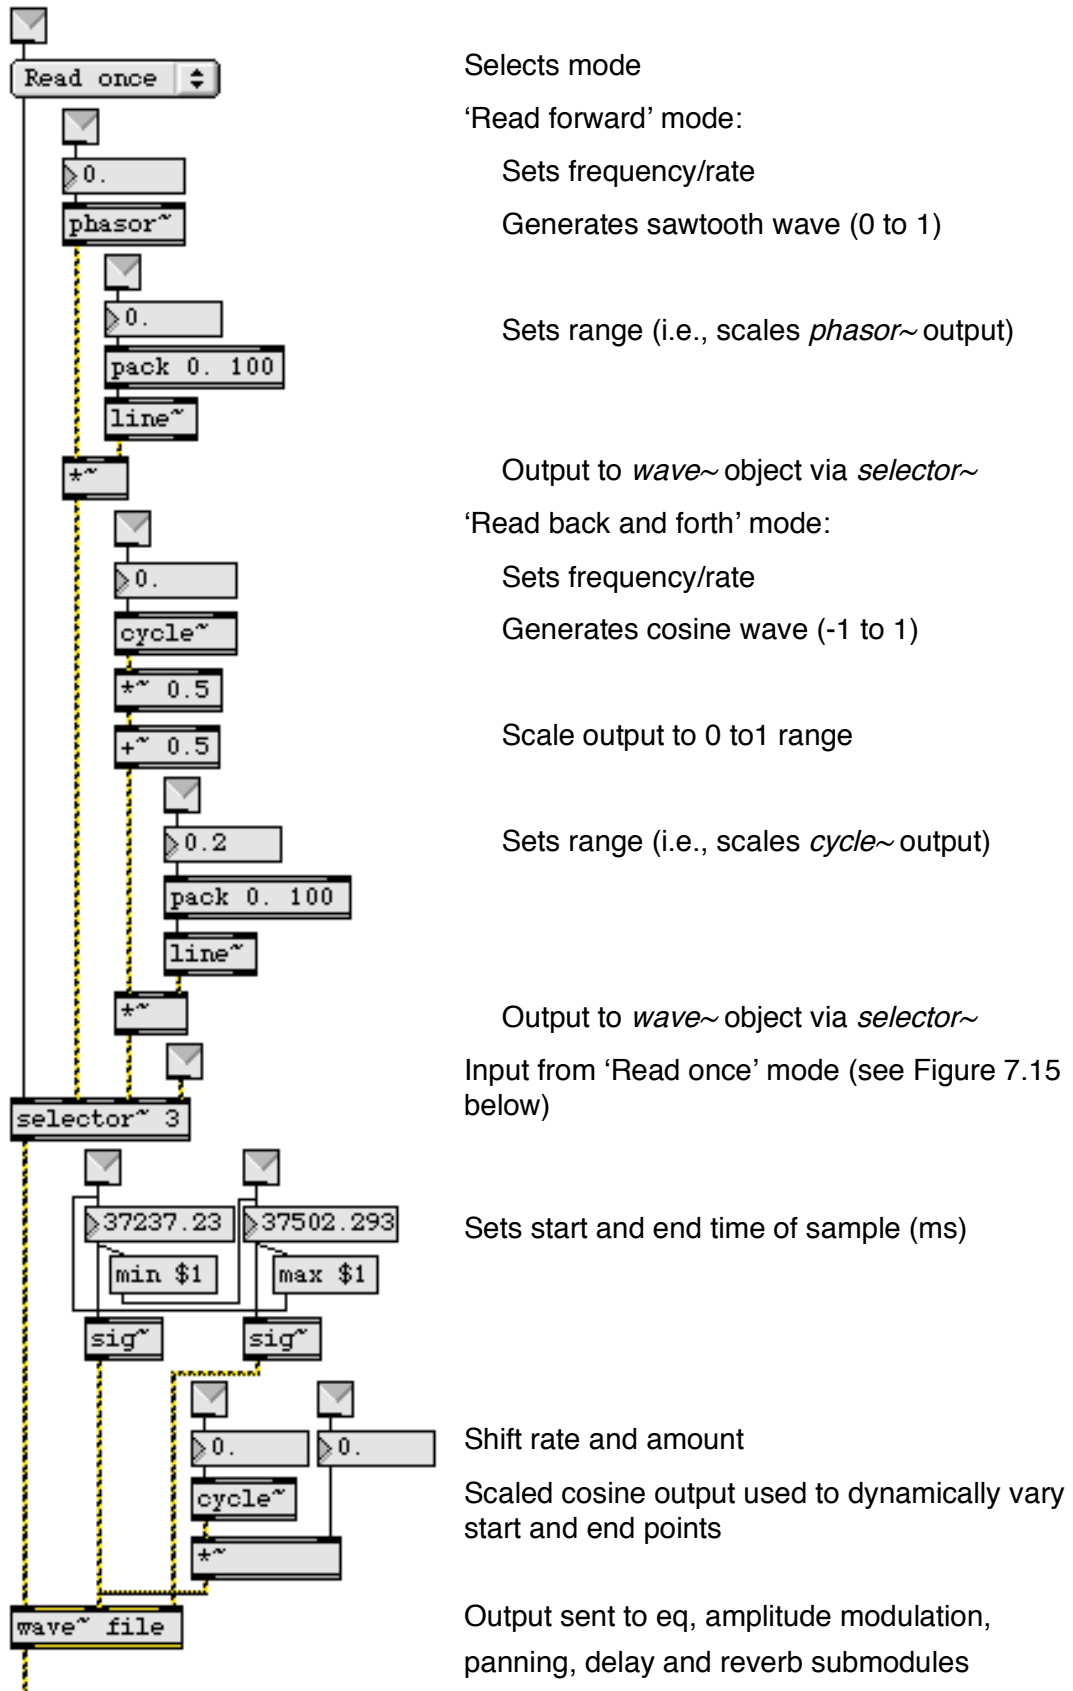 Read once
Selects mode
‘Read forward’ mode:
0.
Sets frequency/rate
phasor~
Generates sawtooth wave (0 to 1)
0.
Sets range (i.e., scales phasor~ output)
pack 0. 100
line~
*~
Output to wave~ object via selector~
‘Read back and forth’ mode:
0.
Sets frequency/rate
cycle~
Generates cosine wave (-1 to 1)
*~ 0.5
+~ 0.5
Scale output to 0 to1 range
0.2
Sets range (i.e., scales cycle~ output)
pack 0. 100
line~
*~
Output to wave~ object via selector~
Input from ‘Read once’ mode (see Figure 7.15
below)
selector~ 3
37237.23 37502.293
Sets start and end time of sample (ms)
min $1 max $1
sig~ sig~
0. 0.
Shift rate and amount
cycle~
Scaled cosine output used to dynamically vary
start and end points
*~
wave~ file
Output sent to eq, amplitude modulation,
panning, delay and reverb submodules